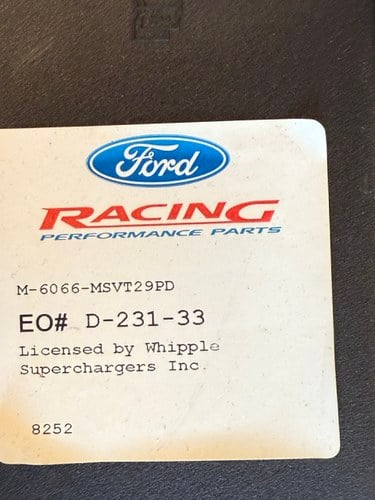 Ford
RACING
PERFORMANCE PARTS
M-6066-MSVT29PD
EO# D-231-33
Licensed by Whipple
Superchargers Inc.
8252